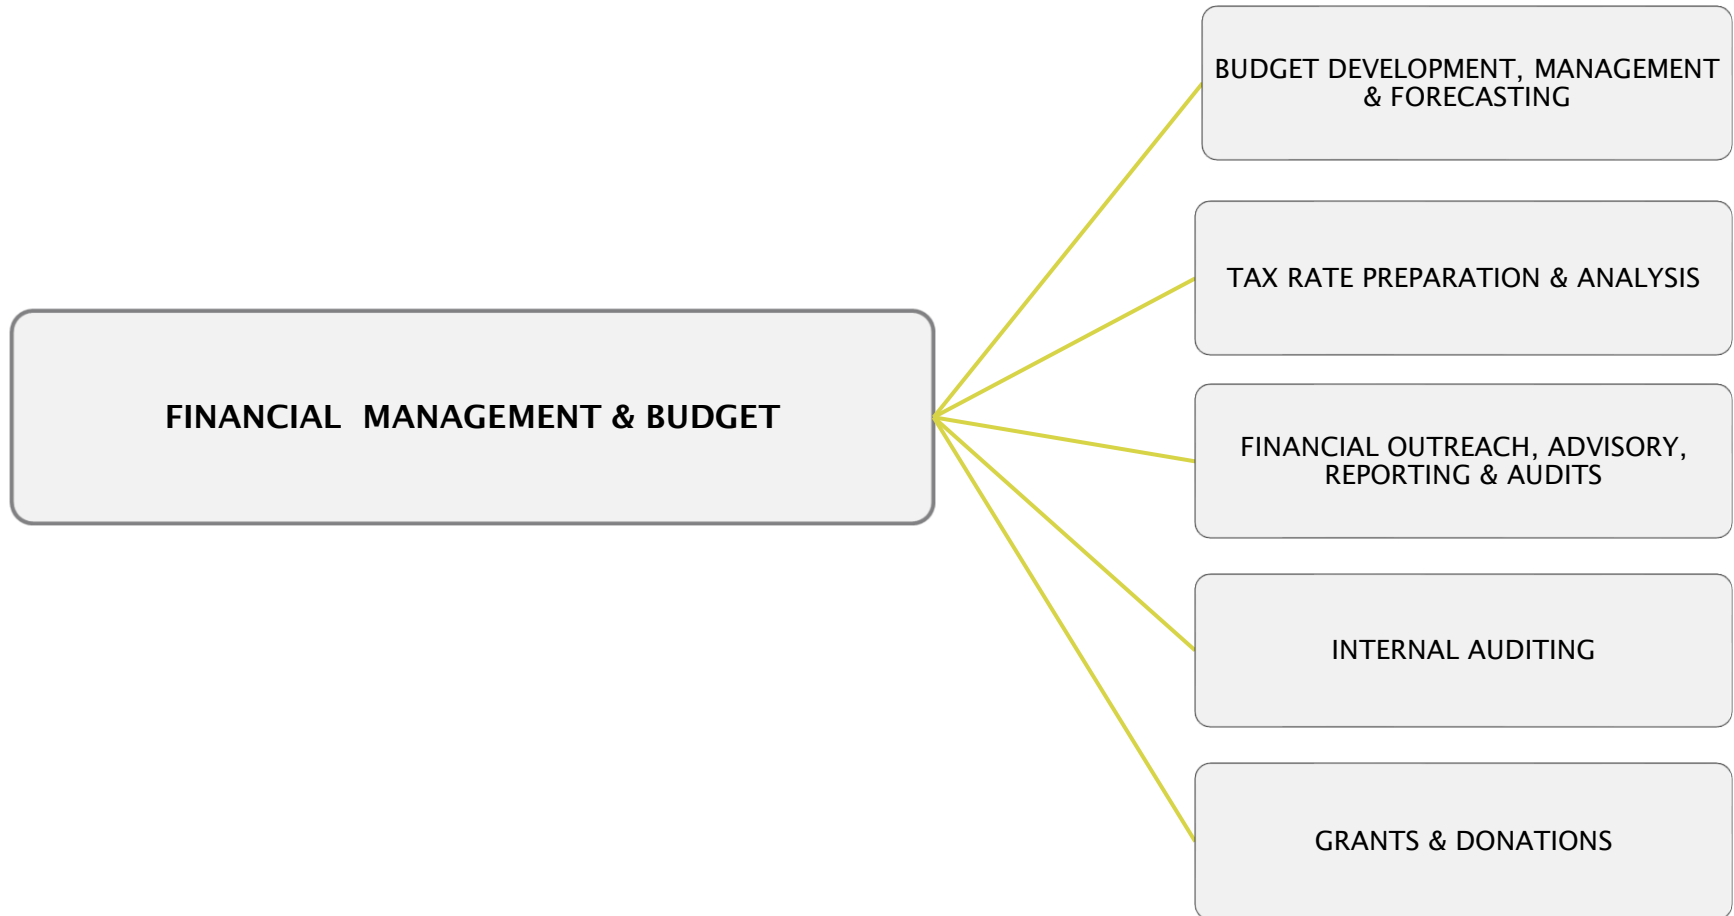 BUDGET DEVELOPMENT, MANAGEMENT
& FORECASTING
TAX RATE PREPARATION & ANALYSIS
FINANCIAL  MANAGEMENT & BUDGET
FINANCIAL OUTREACH, ADVISORY,
REPORTING & AUDITS
INTERNAL AUDITING
GRANTS & DONATIONS